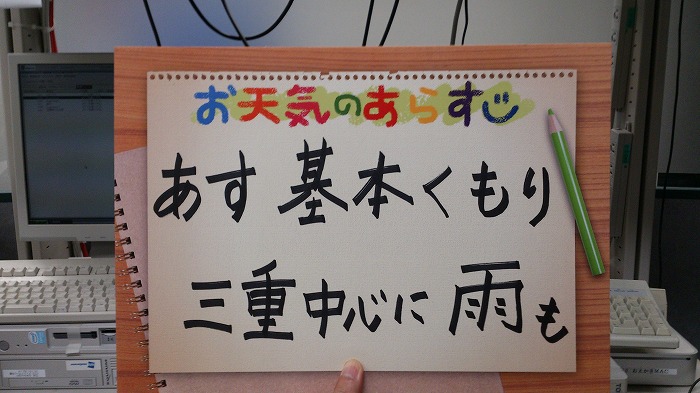 お天気のあらすじ
あす 基本くもり
三重中心に 雨も